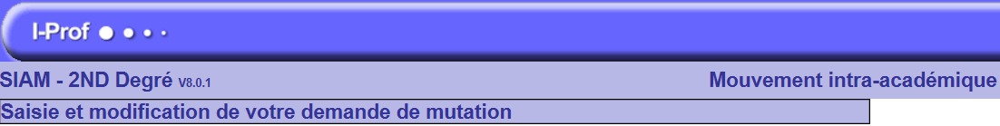 I-Prof
SIAM - 2ND Degré V8.0.1 Mouvement intra-académique
Saisie et modification de votre demande de mutation